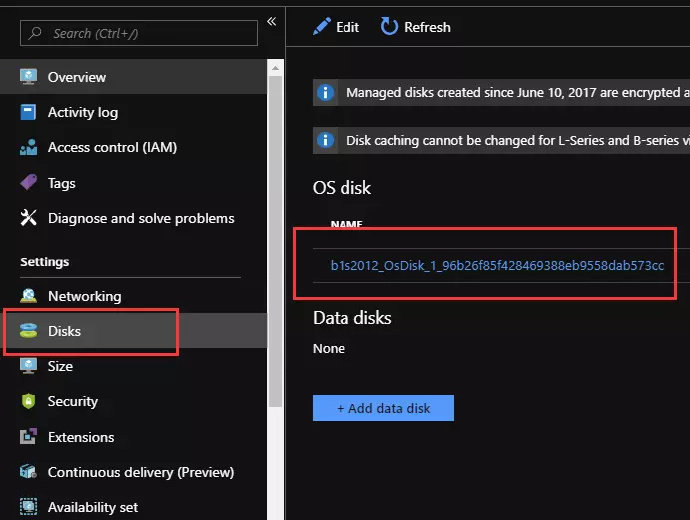 Search (Ctrl+/)
«
Overview
Activity log
Access control (IAM)
Tags
Diagnose and solve problems
Settings
Networking
Disks
Size
Security
Extensions
Continuous delivery (Preview)
Availability set
Edit
Refresh
Managed disks created since June 10, 2017 are encrypted a
Disk caching cannot be changed for L-Series and B-series vi
OS disk
NAME
b1s2012_OsDisk_1_96b26f85f428469388eb9558dab573cc
Data disks
None
+ Add data disk